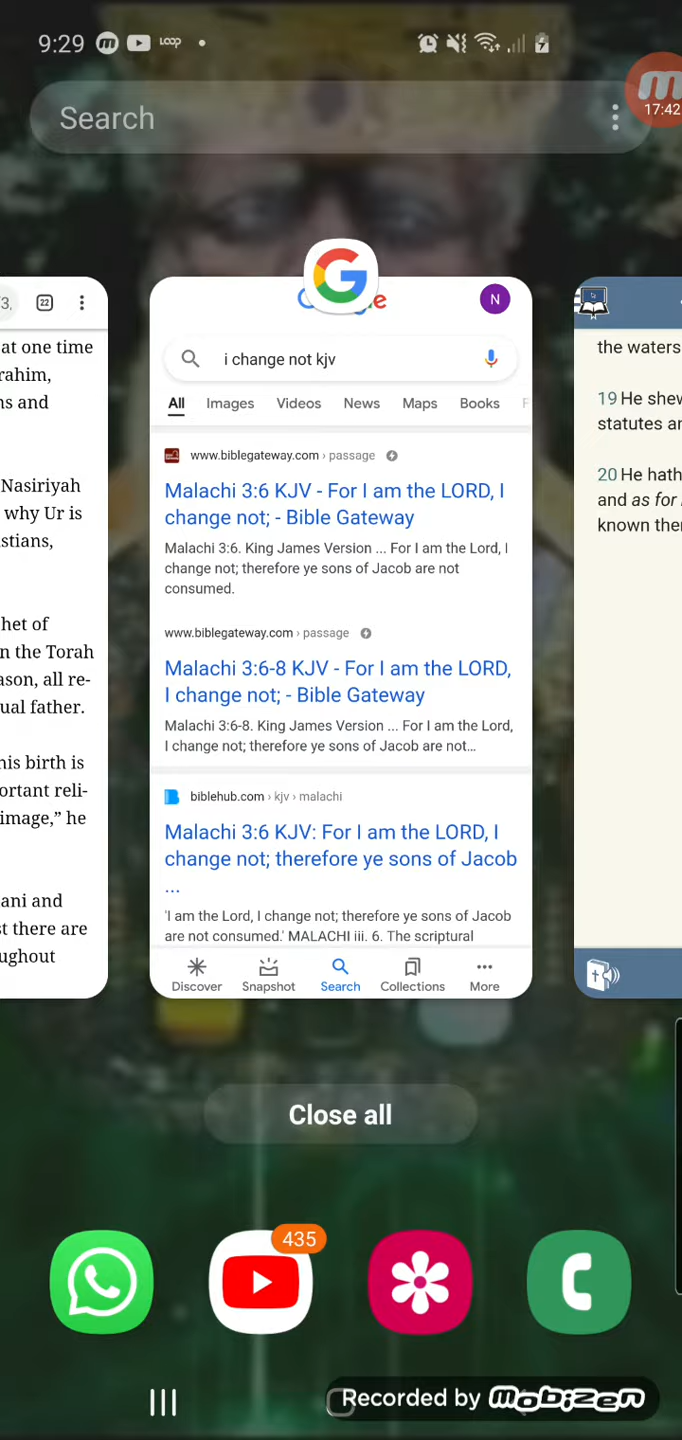 9:29
LOOP
17:42
Search
/3,
22
at one time
rahim,
ns and
Nasiriyah
why Ur is
stians,
het of
n the Torah
ason, all re-
ual father.
his birth is
ortant reli-
image,” he
ani and
st there are
ughout
N
i change not kjv
All Images Videos News Maps Books
www.biblegateway.com › passage
Malachi 3:6 KJV - For I am the LORD, I
change not; - Bible Gateway
Malachi 3:6. King James Version ... For I am the Lord, I
change not; therefore ye sons of Jacob are not
consumed.
www.biblegateway.com › passage
Malachi 3:6-8 KJV - For I am the LORD,
I change not; - Bible Gateway
Malachi 3:6-8. King James Version ... For I am the Lord,
I change not; therefore ye sons of Jacob are not...
biblehub.com › kjv › malachi
Malachi 3:6 KJV: For I am the LORD, I
change not; therefore ye sons of Jacob
...
'I am the Lord, I change not; therefore ye sons of Jacob
are not consumed.' MALACHI iii. 6. The scriptural
Discover Snapshot Search Collections More
the waters
19 He shew
statutes an
20 He hath
and as for
known the
Close all
435
Recorded by mobizen